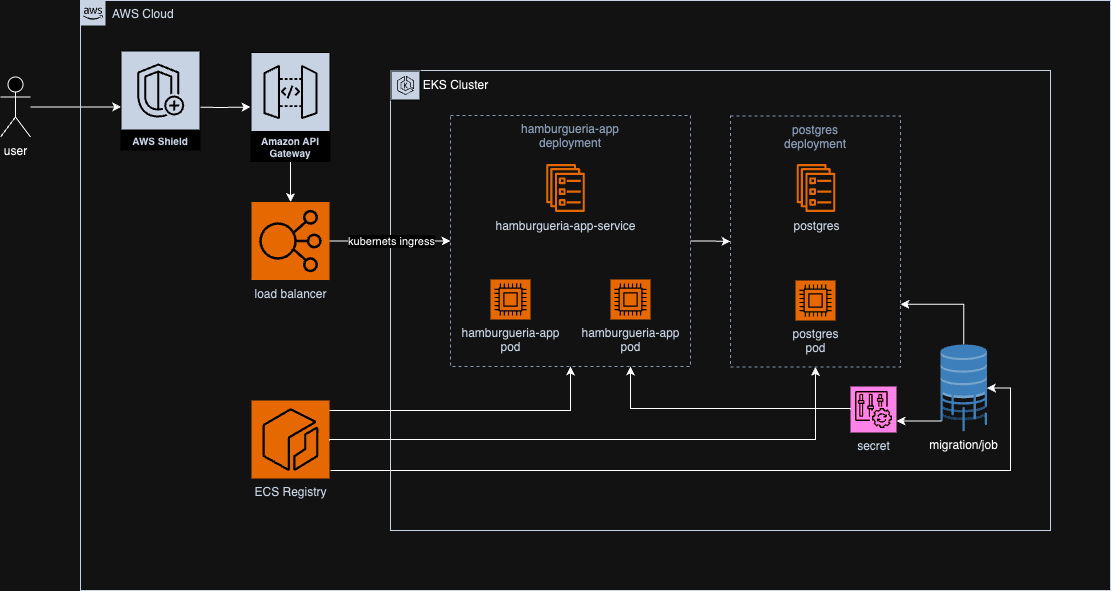 aws
AWS Cloud
user
AWS Shield
Amazon API
Gateway
EKS Cluster
hamburgueria-app
deployment
hamburgueria-app-service
postgres
deployment
postgres
load balancer
kubernets ingress
hamburgueria-app
pod
hamburgueria-app
pod
postgres
pod
ECS Registry
secret
migration/job